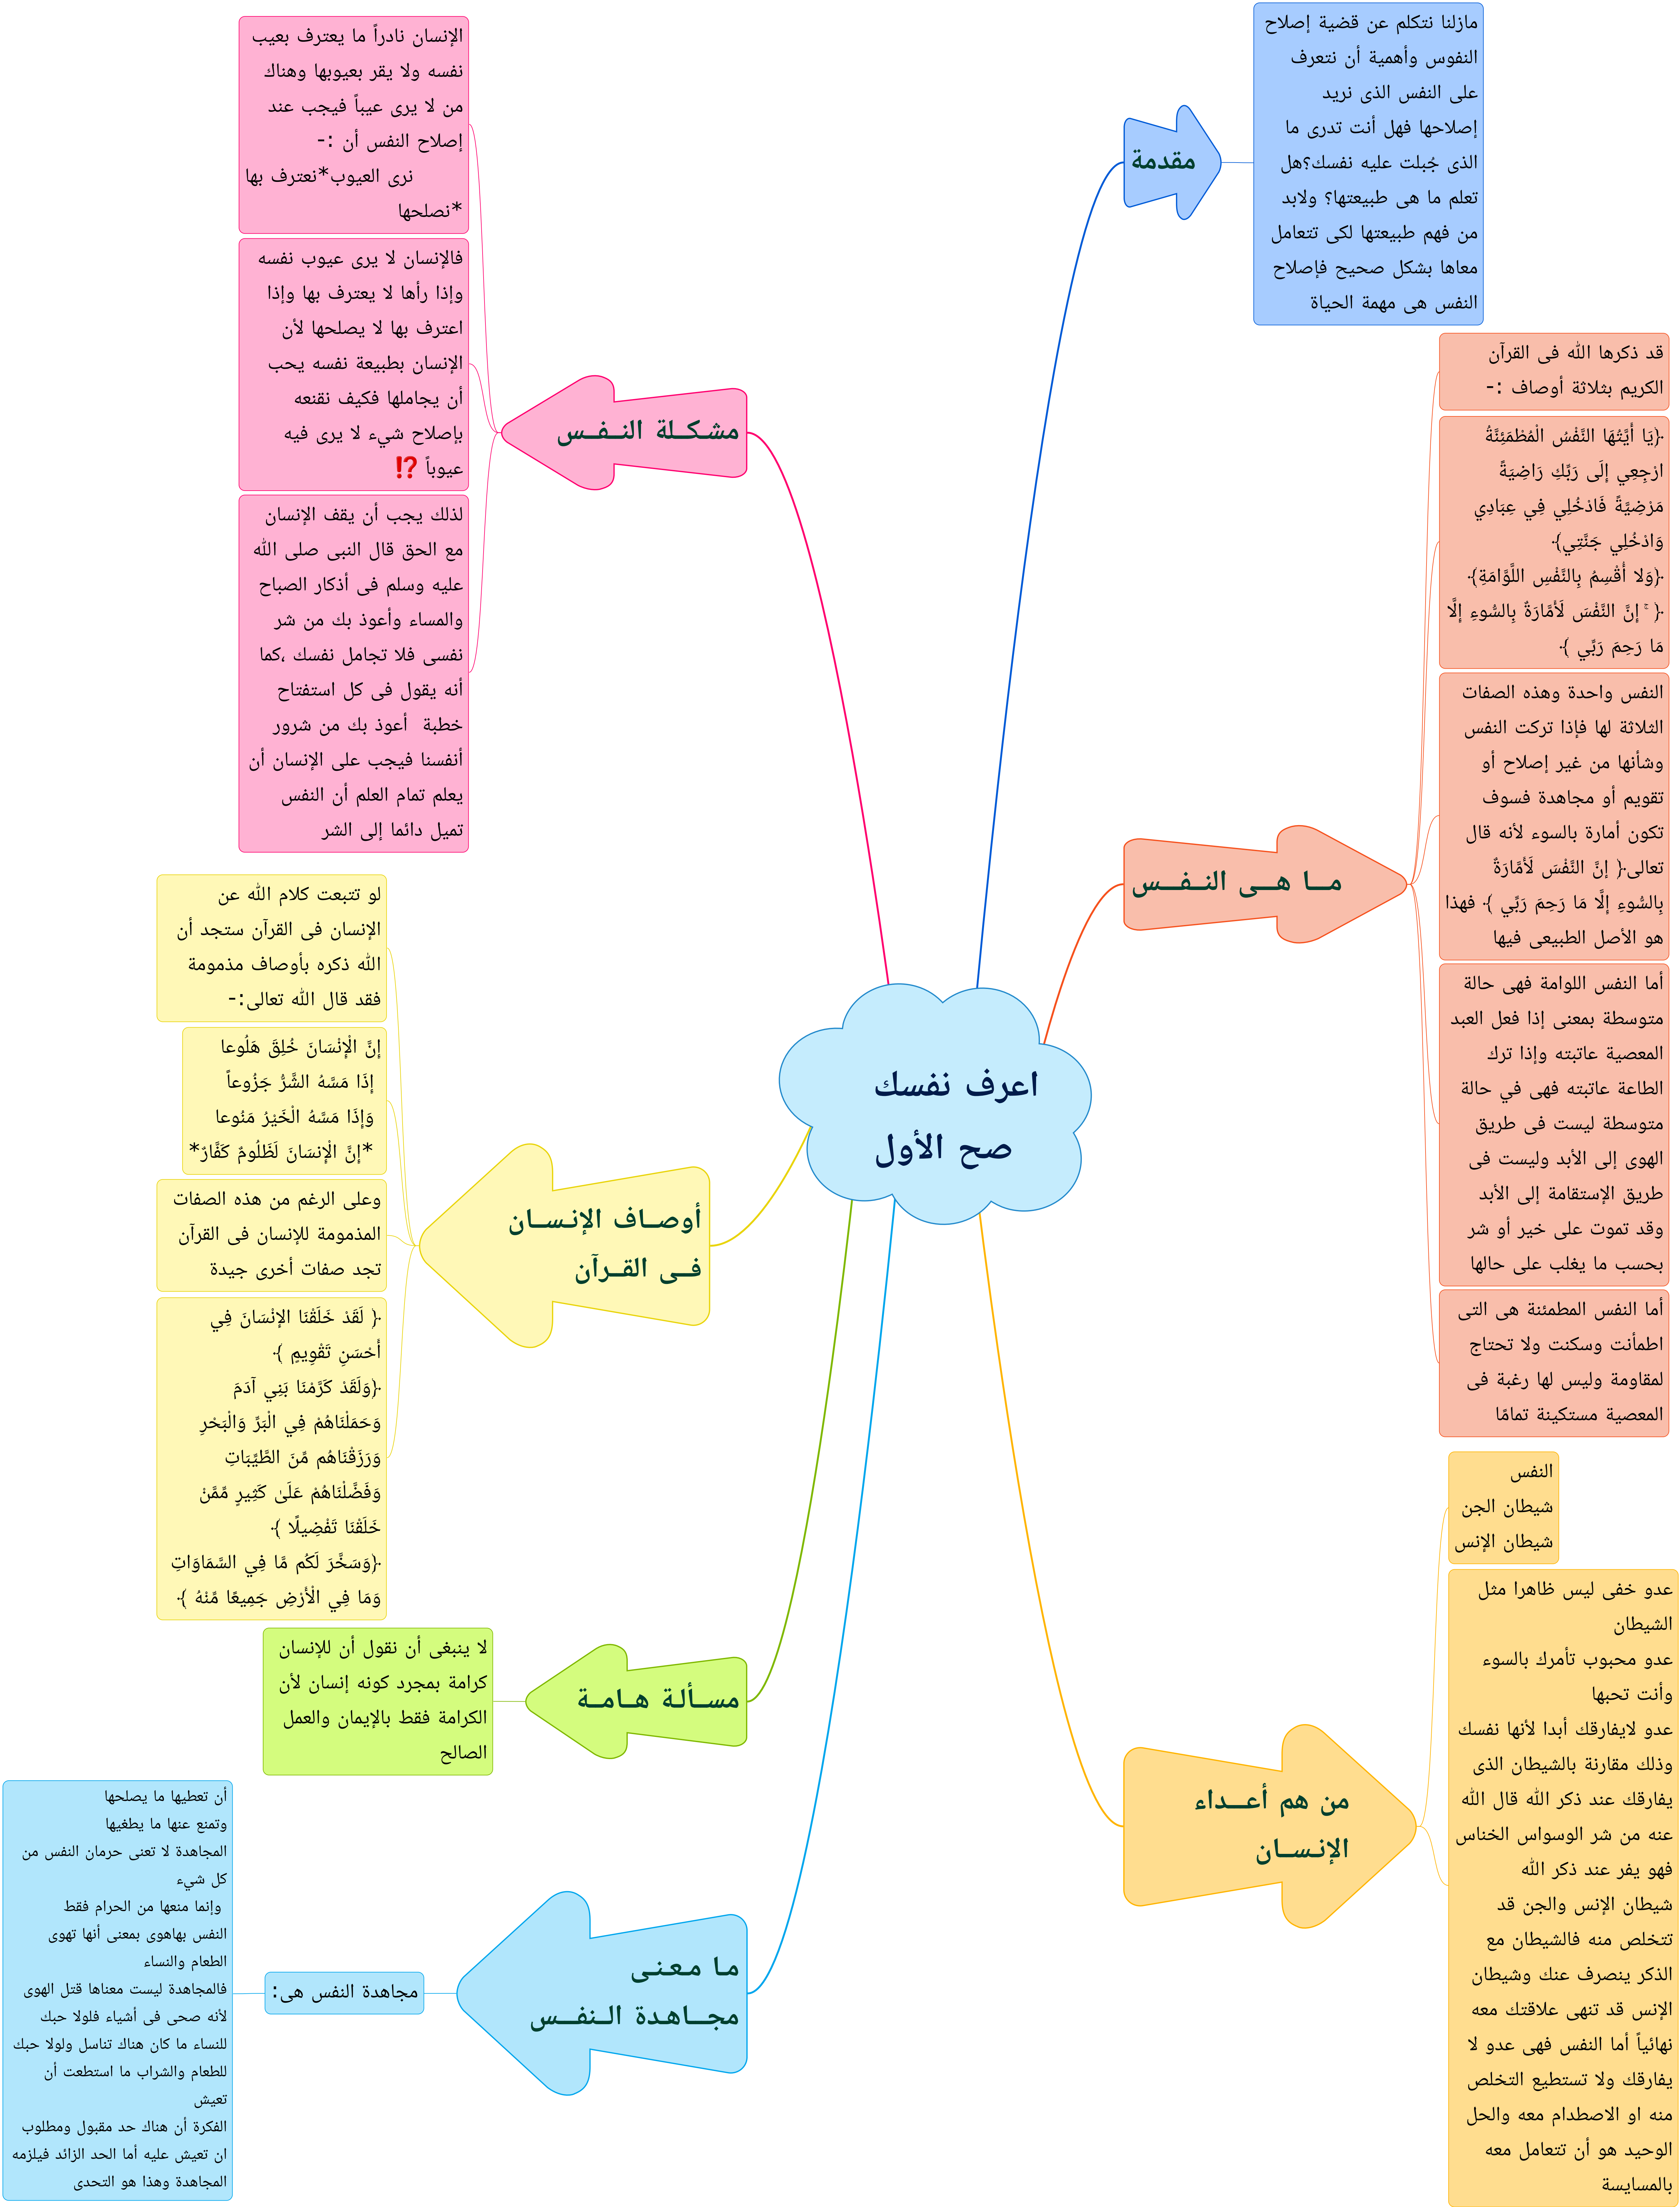 اعرف نفسك
صح الأول
مقدمة
مازلنا نتكلم عن قضية إصلاح
النفوس وأهمية أن نتعرف
على النفس الذى نريد
إصلاحها فهل أنت تدرى ما
الذى جُبلت عليه نفسك؟هل
تعلم ما هى طبيعتها؟ ولابد
من فهم طبيعتها لكى تتعامل
معاها بشكل صحيح فإصلاح
النفس هى مهمة الحياة
مــا هــى النــفــس
قد ذكرها الله فى القرآن
الكريم بثلاثة أوصاف :-
﴿يَا أَيَّتُهَا النَّفْسُ الْمُطْمَئِنَّةُ
ارْجِعِي إِلَى رَبِّكِ رَاضِيَةً
مَرْضِيَّةً فَادْخُلِي فِي عِبَادِي
وَادْخُلِي جَنَّتِي﴾
﴿وَلا أُقْسِمُ بِالنَّفْسِ اللَّوَّامَةِ﴾
﴿ ۚ إِنَّ النَّفْسَ لَأَمَّارَةٌ بِالسُّوءِ إِلَّا
مَا رَحِمَ رَبِّي ﴾
النفس واحدة وهذه الصفات
الثلاثة لها فإذا تركت النفس
وشأنها من غير إصلاح أو
تقويم أو مجاهدة فسوف
تكون أمارة بالسوء لأنه قال
تعالى﴿ إِنَّ النَّفْسَ لَأَمَّارَةٌ
بِالسُّوءِ إِلَّا مَا رَحِمَ رَبِّي ﴾ فهذا
هو الأصل الطبيعى فيها
أما النفس اللوامة فهى حالة
متوسطة بمعنى إذا فعل العبد
المعصية عاتبته وإذا ترك
الطاعة عاتبته فهى في حالة
متوسطة ليست فى طريق
الهوى إلى الأبد وليست فى
طريق الإستقامة إلى الأبد
وقد تموت على خير أو شر
بحسب ما يغلب على حالها
أما النفس المطمئنة هى التى
اطمأنت وسكنت ولا تحتاج
لمقاومة وليس لها رغبة فى
المعصية مستكينة تمامًا
من هم أعــداء
الإنـسـان
النفس
شيطان الجن
شيطان الإنس
عدو خفى ليس ظاهرا مثل
الشيطان
عدو محبوب تأمرك بالسوء
وأنت تحبها
عدو لايفارقك أبدا لأنها نفسك
وذلك مقارنة بالشيطان الذى
يفارقك عند ذكر الله قال الله
عنه من شر الوسواس الخناس
فهو يفر عند ذكر الله
شيطان الإنس والجن قد
تتخلص منه فالشيطان مع
الذكر ينصرف عنك وشيطان
الإنس قد تنهى علاقتك معه
نهائياً أما النفس فهى عدو لا
يفارقك ولا تستطيع التخلص
منه او الاصطدام معه والحل
الوحيد هو أن تتعامل معه
بالمسايسة
مشكــلة النــفــس
الإنسان نادراً ما يعترف بعيب
نفسه ولا يقر بعيوبها وهناك
من لا يرى عيباً فيجب عند
إصلاح النفس أن :-
نرى العيوب*نعترف بها
*نصلحها
فالإنسان لا يرى عيوب نفسه
وإذا رأها لا يعترف بها وإذا
اعترف بها لا يصلحها لأن
الإنسان بطبيعة نفسه يحب
أن يجاملها فكيف نقنعه
بإصلاح شيء لا يرى فيه
عيوباً ⁉
لذلك يجب أن يقف الإنسان
مع الحق قال النبى صلى الله
عليه وسلم فى أذكار الصباح
والمساء وأعوذ بك من شر
نفسى فلا تجامل نفسك ،كما
أنه يقول فى كل استفتاح
خطبة أعوذ بك من شرور
أنفسنا فيجب على الإنسان أن
يعلم تمام العلم أن النفس
تميل دائما إلى الشر
أوصــاف الإنـســان
فــى القــرآن
لو تتبعت كلام الله عن
الإنسان فى القرآن ستجد أن
الله ذكره بأوصاف مذمومة
فقد قال الله تعالى:-
إِنَّ الْإِنْسَانَ خُلِقَ هَلُوعا
إِذَا مَسَّهُ الشَّرُّ جَزُوعاً
وَإِذَا مَسَّهُ الْخَيْرُ مَنُوعا
*إِنَّ الْإِنسَانَ لَظَلُومٌ كَفَّارٌ*
وعلى الرغم من هذه الصفات
المذمومة للإنسان فى القرآن
تجد صفات أخرى جيدة
﴿ لَقَدْ خَلَقْنَا الإنْسَانَ فِي
أَحْسَنِ تَقْوِيمٍ ﴾
﴿وَلَقَدْ كَرَّمْنَا بَنِي آدَمَ
وَحَمَلْنَاهُمْ فِي الْبَرِّ وَالْبَحْرِ
وَرَزَقْنَاهُم مِّنَ الطَّيِّبَاتِ
وَفَضَّلْنَاهُمْ عَلَىٰ كَثِيرٍ مِّمَّنْ
خَلَقْنَا تَفْضِيلًا ﴾
﴿وَسَخَّرَ لَكُم مَّا فِي السَّمَاوَاتِ
وَمَا فِي الْأَرْضِ جَمِيعًا مِّنْهُ ﴾
مســألـة هــامــة
لا ينبغى أن نقول أن للإنسان
كرامة بمجرد كونه إنسان لأن
الكرامة فقط بالإيمان والعمل
الصالح
مـا مـعـنـى
مجــاهـدة الــنفــس
مجاهدة النفس هى:
أن تعطيها ما يصلحها
وتمنع عنها ما يطغيها
المجاهدة لا تعنى حرمان النفس من
كل شيء
وإنما منعها من الحرام فقط
النفس بهاهوى بمعنى أنها تهوى
الطعام والنساء
فالمجاهدة ليست معناها قتل الهوى
لأنه صحى فى أشياء فلولا حبك
للنساء ما كان هناك تناسل ولولا حبك
للطعام والشراب ما استطعت أن
تعيش
الفكرة أن هناك حد مقبول ومطلوب
ان تعيش عليه أما الحد الزائد فيلزمه
المجاهدة وهذا هو التحدى